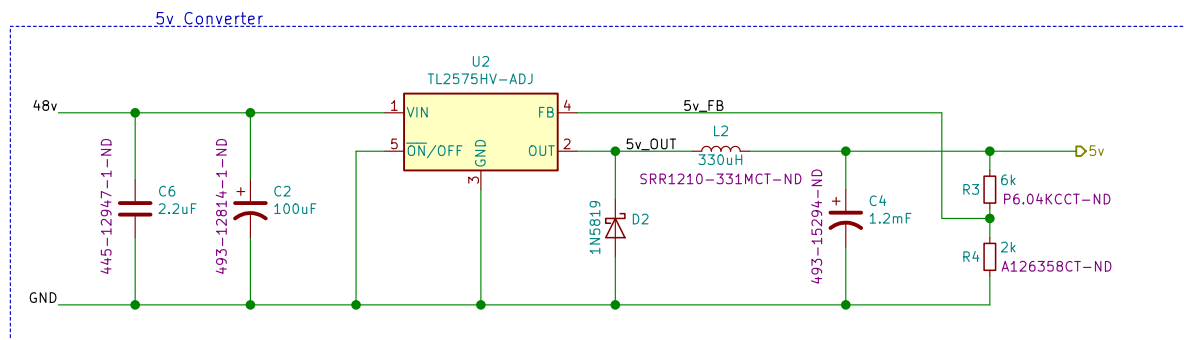 5v Converter
U2
TL2575HV-ADJ
48v
1
VIN
FB
4
5v_FB
5
ON/OFF
GND
3
OUT
2
5v_OUT
L2
330uH
SRR1210-331MCT-ND
5v
445-12947-1-ND
C6
2.2uF
493-12814-1-ND
+
C2
100uF
1N5819
D2
493-15294-ND
+
C4
1.2mF
R3
6k
P6.04KCCT-ND
R4
2k
A126358CT-ND
GND